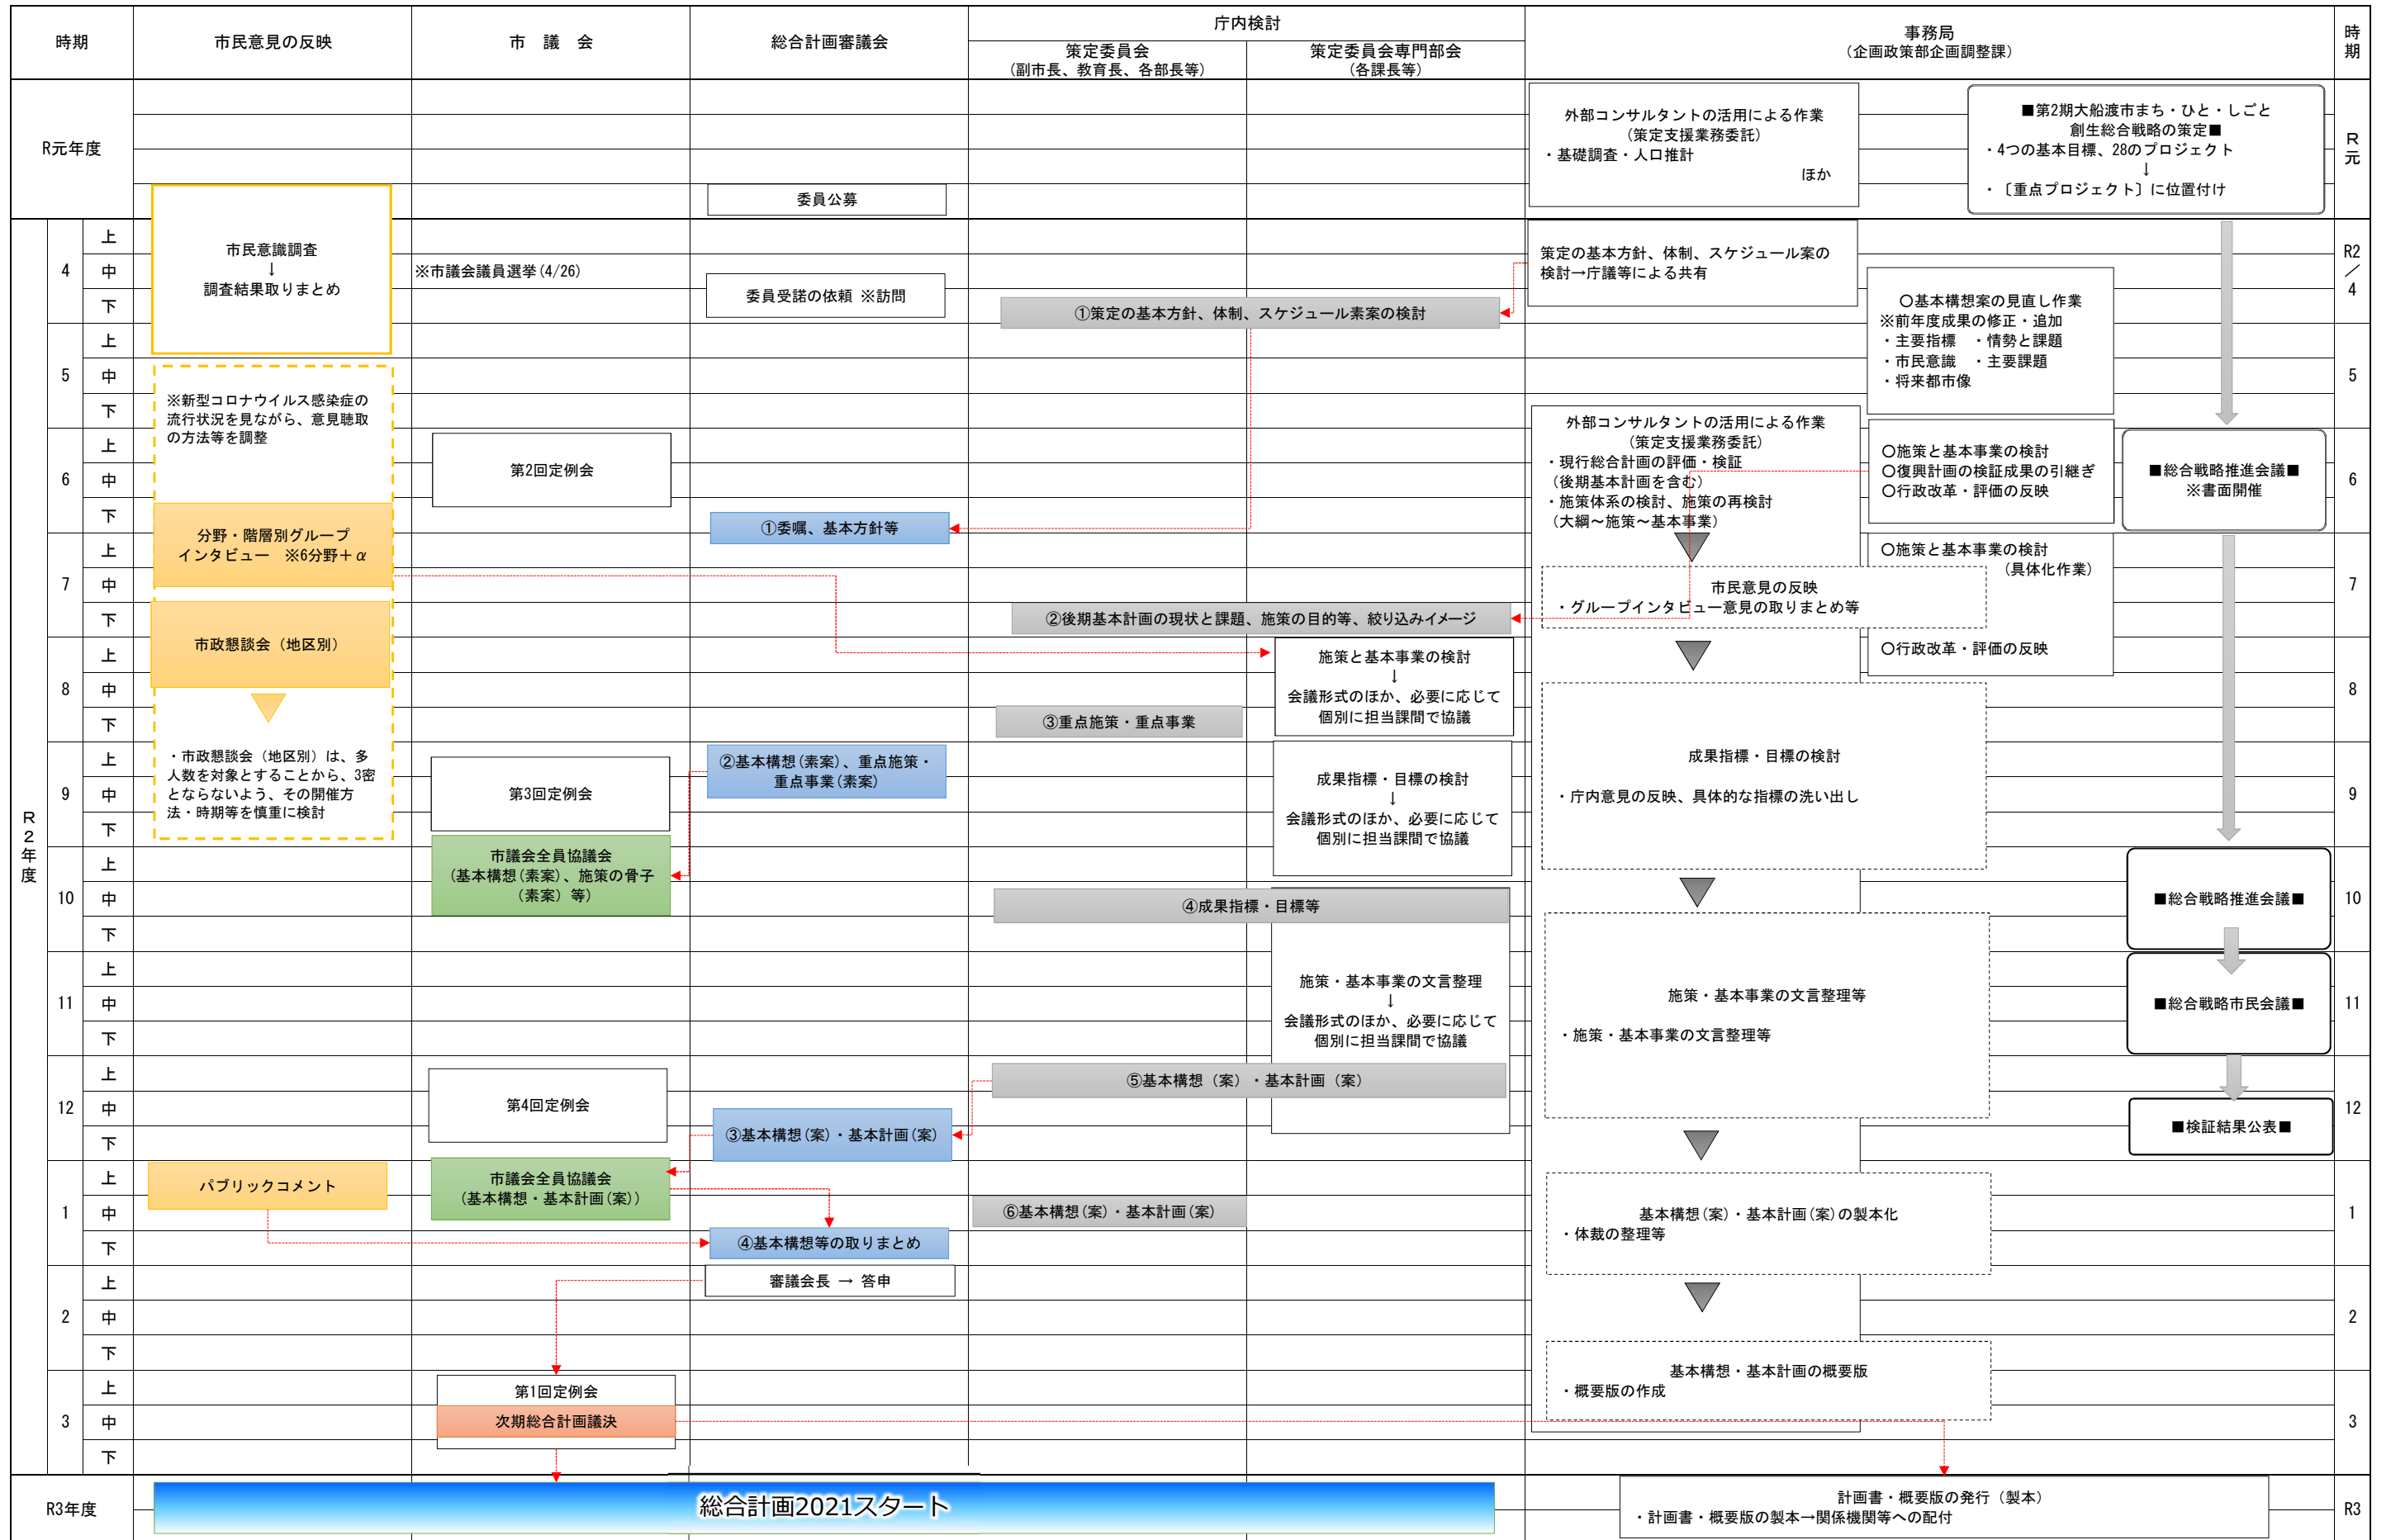 時期
市民意見の反映
市　議　会
総合計画審議会
庁内検討
策定委員会
(副市長、教育長、各部長等)
策定委員会専門部会
(各課長等)
事務局
(企画政策部企画調整課)
時期
R元年度
R元
委員公募
外部コンサルタントの活用による作業
(策定支援業務委託)
・基礎調査・人口推計
ほか
■第2期大船渡市まち・ひと・しごと
創生総合戦略の策定■
・4つの基本目標、28のプロジェクト
↓
・〔重点プロジェクト〕に位置付け
R2年度
4
上
中
下
R2／4
市民意識調査
↓
調査結果取りまとめ
※市議会議員選挙(4/26)
委員受諾の依頼 ※訪問
①策定の基本方針、体制、スケジュール素案の検討
策定の基本方針、体制、スケジュール案の
検討→庁議等による共有
〇基本構想案の見直し作業
※前年度成果の修正・追加
・主要指標　・情勢と課題
・市民意識　・主要課題
・将来都市像
5
上
中
下
5
※新型コロナウイルス感染症の
流行状況を見ながら、意見聴取
の方法等を調整
6
上
中
下
6
第2回定例会
外部コンサルタントの活用による作業
(策定支援業務委託)
・現行総合計画の評価・検証
(後期基本計画を含む)
・施策体系の検討、施策の再検討
(大綱～施策～基本事業)
〇施策と基本事業の検討
〇復興計画の検証成果の引継ぎ
〇行政改革・評価の反映
■総合戦略推進会議■
※書面開催
①委嘱、基本方針等
分野・階層別グループ
インタビュー　※6分野＋α
7
上
中
下
7
〇施策と基本事業の検討
(具体化作業)
〇行政改革・評価の反映
市民意見の反映
・グループインタビュー意見の取りまとめ等
市政懇談会（地区別）
②後期基本計画の現状と課題、施策の目的等、絞り込みイメージ
8
上
中
下
8
施策と基本事業の検討
↓
会議形式のほか、必要に応じて
個別に担当課間で協議
③重点施策・重点事業
成果指標・目標の検討
・庁内意見の反映、具体的な指標の洗い出し
9
上
中
下
9
・市政懇談会（地区別）は、多
人数を対象とすることから、3密
とならないよう、その開催方
法・時期等を慎重に検討
第3回定例会
②基本構想(素案)、重点施策・
重点事業(素案)
成果指標・目標の検討
↓
会議形式のほか、必要に応じて
個別に担当課間で協議
10
上
中
下
10
市議会全員協議会
(基本構想(素案)、施策の骨子
(素案) 等)
④成果指標・目標等
■総合戦略推進会議■
11
上
中
下
11
施策・基本事業の文言整理
↓
会議形式のほか、必要に応じて
個別に担当課間で協議
施策・基本事業の文言整理等
・施策・基本事業の文言整理等
■総合戦略市民会議■
12
上
中
下
12
第4回定例会
⑤基本構想（案）・基本計画（案）
③基本構想(案)・基本計画(案)
■検証結果公表■
1
上
中
下
1
パブリックコメント
市議会全員協議会
(基本構想・基本計画(案))
⑥基本構想(案)・基本計画(案)
④基本構想等の取りまとめ
基本構想(案)・基本計画(案)の製本化
・体裁の整理等
2
上
中
下
2
審議会長 → 答申
3
上
中
下
3
第1回定例会
次期総合計画議決
基本構想・基本計画の概要版
・概要版の作成
R3年度
総合計画2021スタート
計画書・概要版の発行（製本）
・計画書・概要版の製本→関係機関等への配付
R3